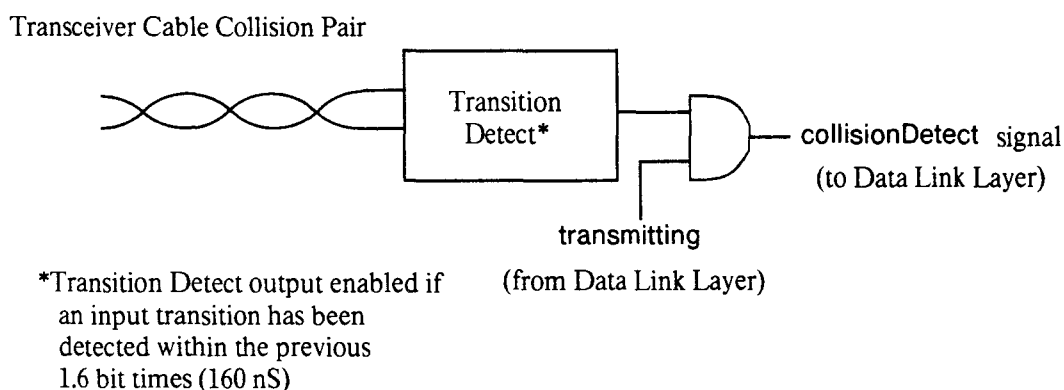 Transceiver Cable Collision Pair
Transition
Detect*
collisionDetect signal
(to Data Link Layer)
transmitting
(from Data Link Layer)
*Transition Detect output enabled if
an input transition has been
detected within the previous
1.6 bit times (160 nS)